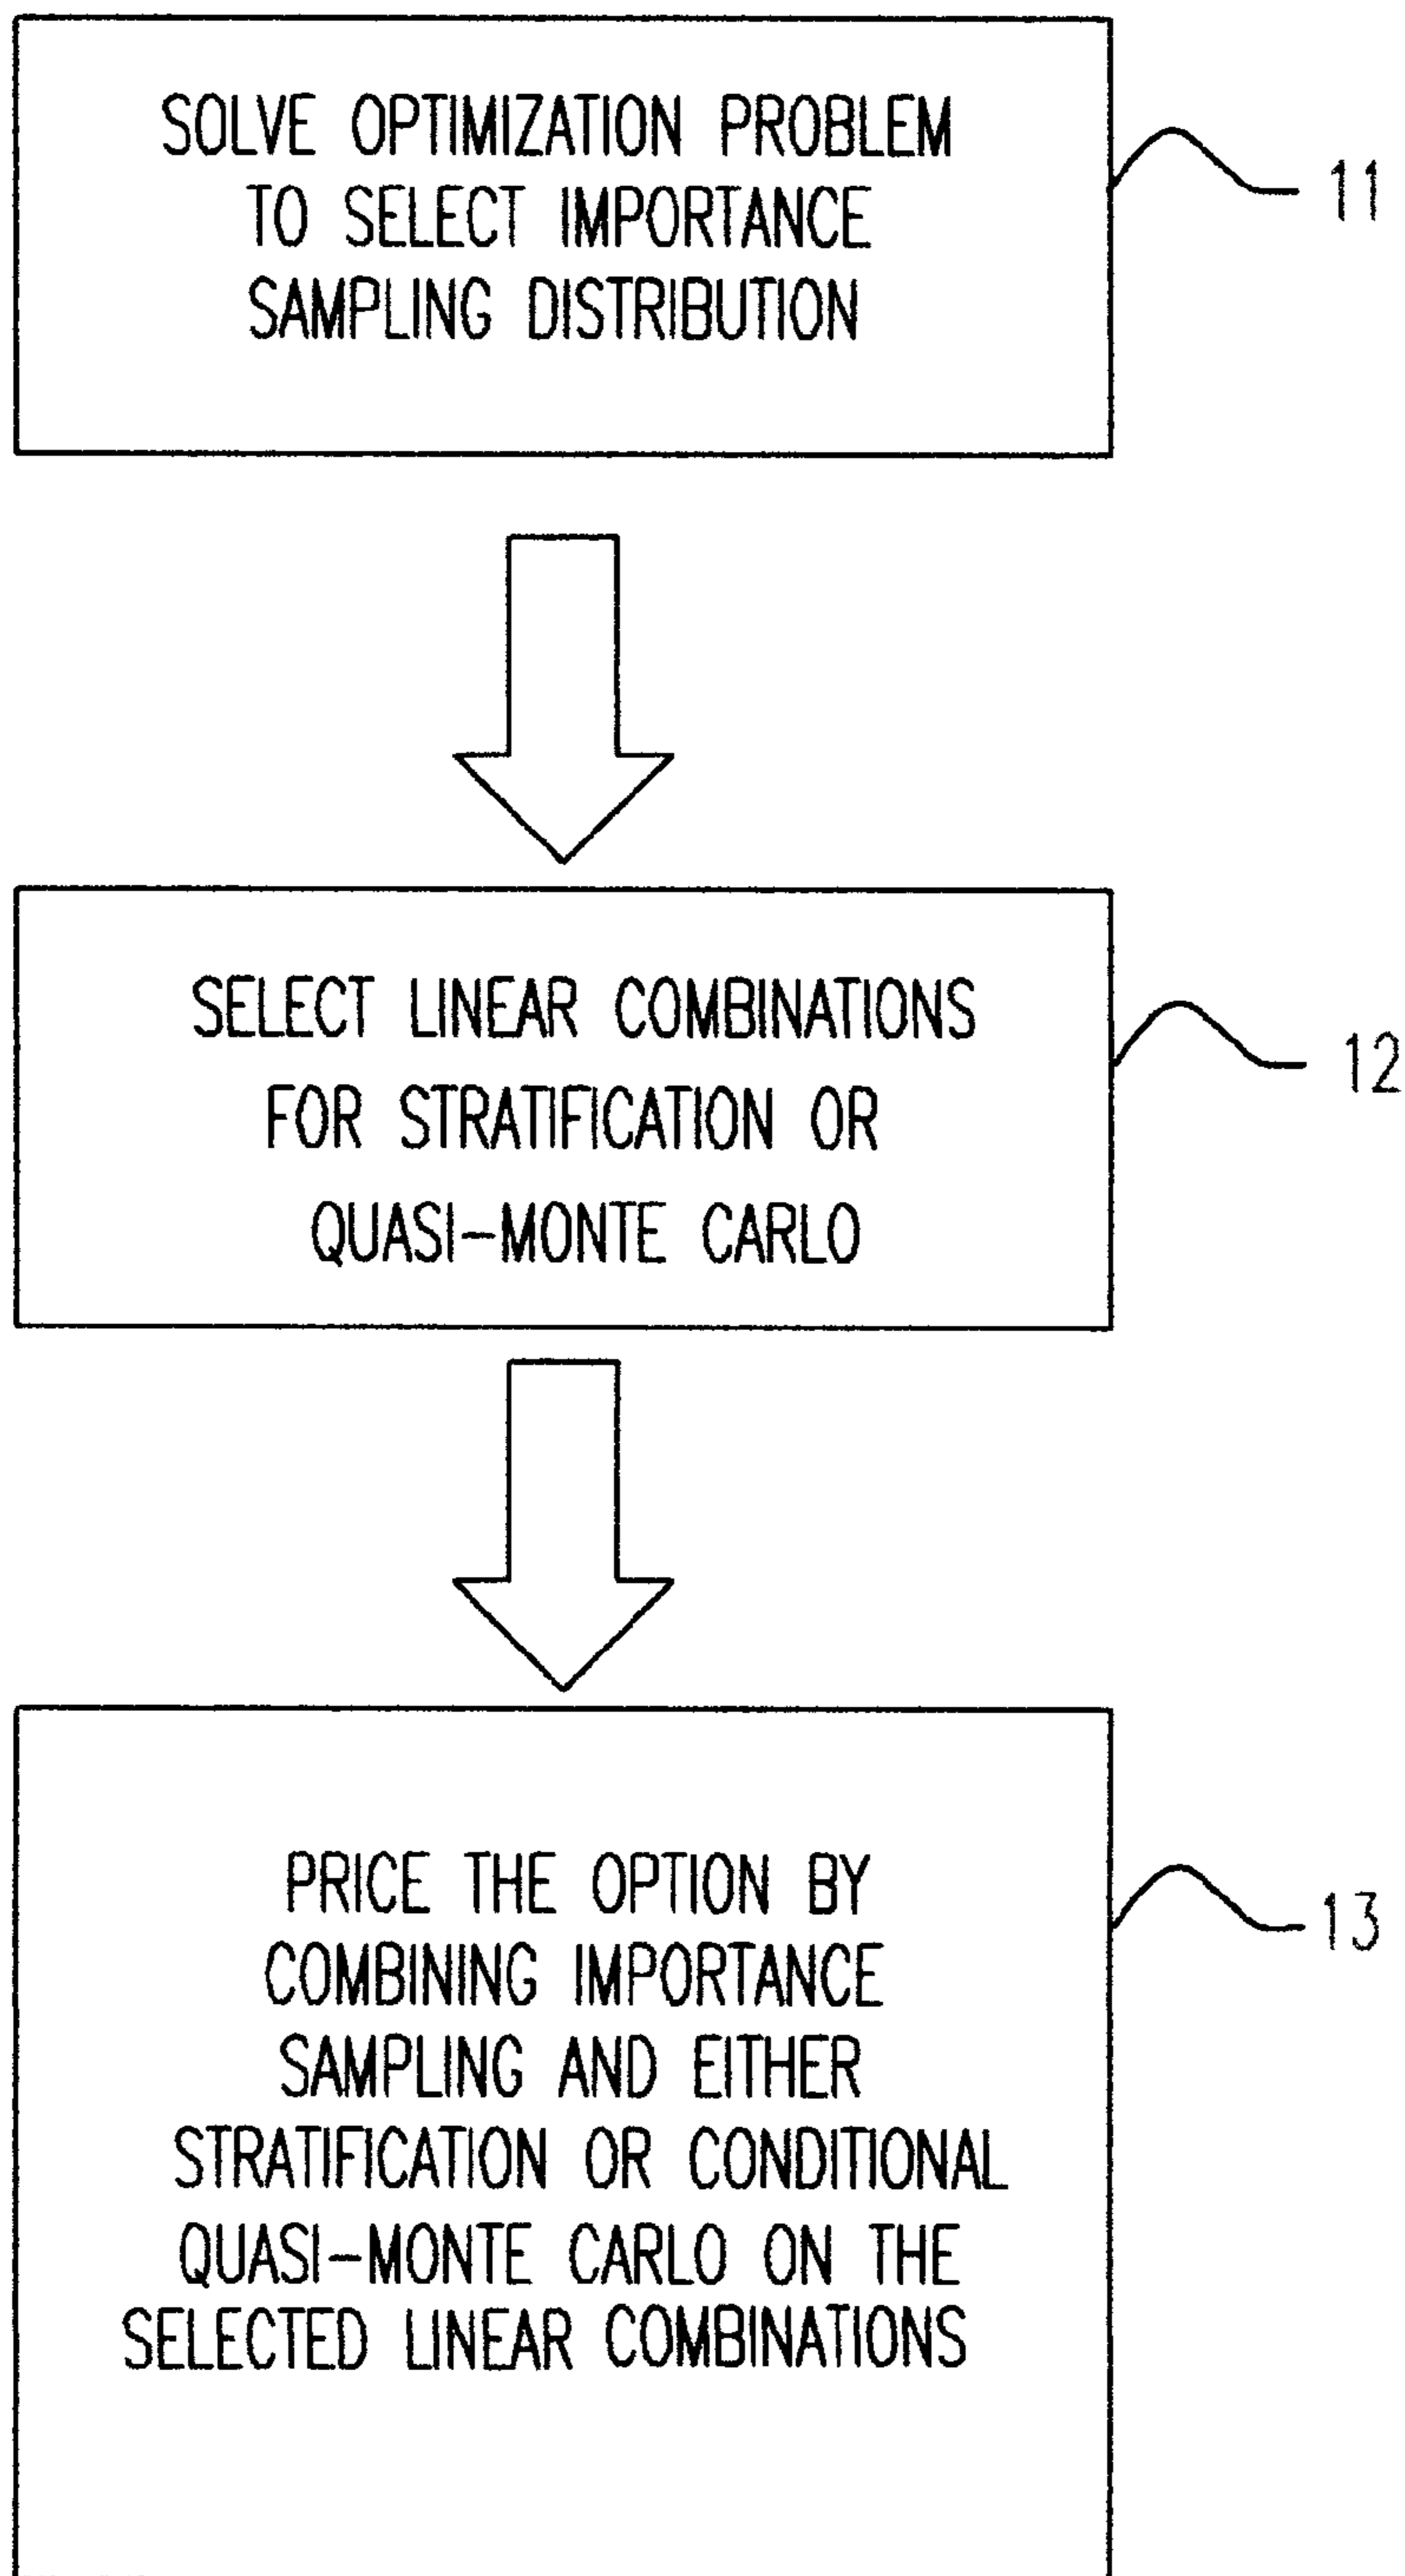 SOLVE OPTIMIZATION PROBLEM
TO SELECT IMPORTANCE
SAMPLING DISTRIBUTION
11
SELECT LINEAR COMBINATIONS
FOR STRATIFICATION OR
QUASI-MONTE CARLO
12
PRICE THE OPTION BY
COMBINING IMPORTANCE
SAMPLING AND EITHER
STRATIFICATION OR CONDITIONAL
QUASI-MONTE CARLO ON THE
SELECTED LINEAR COMBINATIONS
13